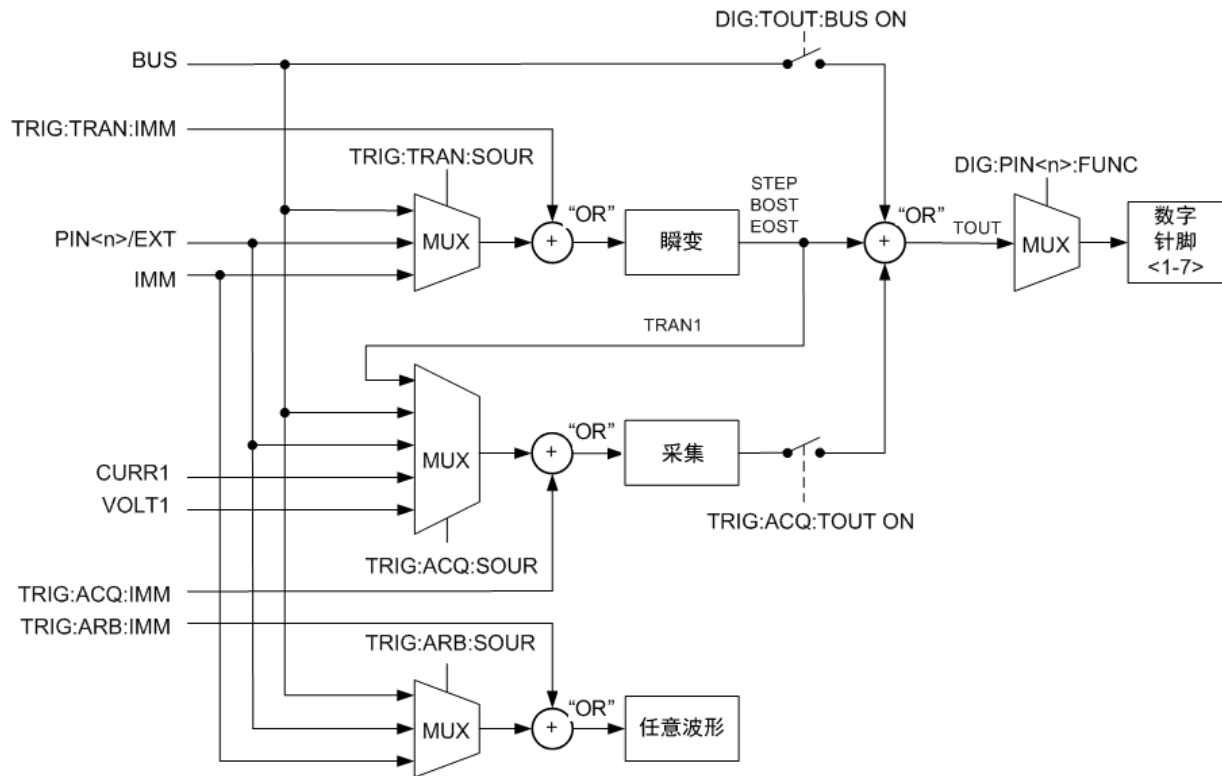 DIG:TOUT:BUS ON
BUS
TRIG:TRAN:IMM
TRIG:TRAN:SOUR
DIG:PIN<n>:FUNC
STEP
BOST
EOST
"OR"
"OR"
PIN<n>/EXT
MUX
+
瞬变
+
TOUT
MUX
数字
针脚
<1-7>
IMM
TRAN1
"OR"
MUX
+
采集
CURR1
VOLT1
TRIG:ACQ:TOUT ON
TRIG:ACQ:SOUR
TRIG:ACQ:IMM
TRIG:ARB:IMM
TRIG:ARB:SOUR
"OR"
MUX
+
任意波形